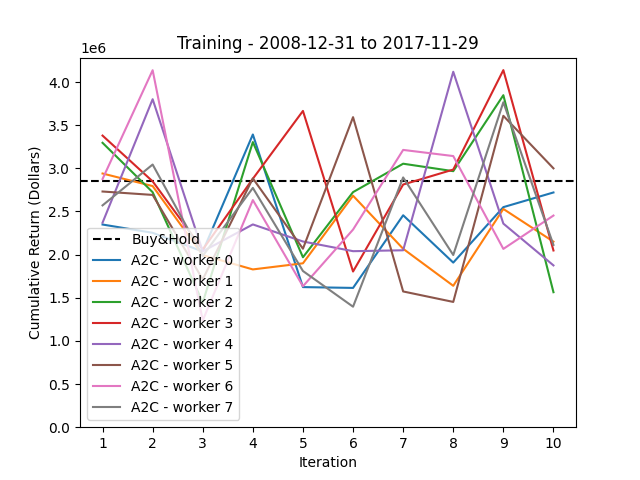 Training - 2008-12-31 to 2017-11-29
1e6
Cumulative Return (Dollars)
4.0
3.5
3.0
2.5
2.0
1.5
1.0
0.5
0.0
Buy&Hold
A2C - worker 0
A2C - worker 1
A2C - worker 2
A2C - worker 3
A2C - worker 4
A2C - worker 5
A2C - worker 6
A2C - worker 7
1 2 3 4 5 6 7 8 9 10
Iteration